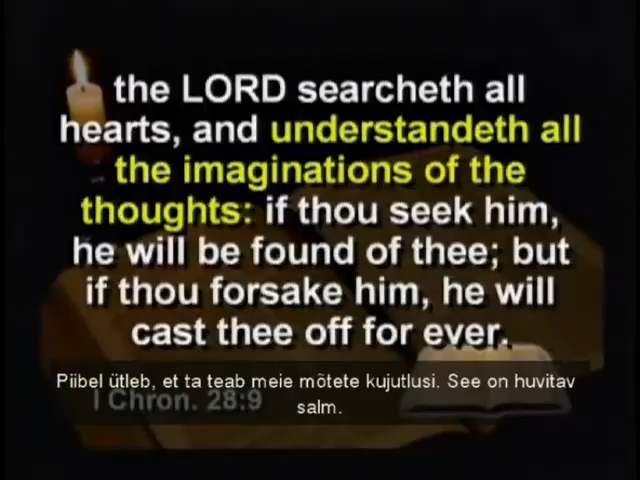 the LORD searcheth all
hearts, and understandeth all
the imaginations of the
thoughts: if thou seek him,
he will be found of thee; but
if thou forsake him, he will
cast thee off for ever.
Piibel ütleb, et ta teab meie mõtete kujutlusi. See on huvitav
salm.
I Chron. 28:9